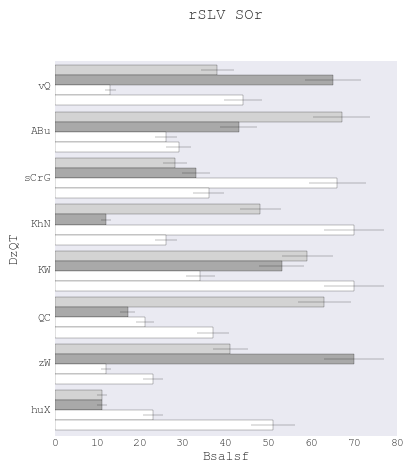 rSLV SOr
vQ
ABu
sCrG
KhN
KW
QC
zW
huX
DzQT
0 10 20 30 40 50 60 70 80
Bsalsf